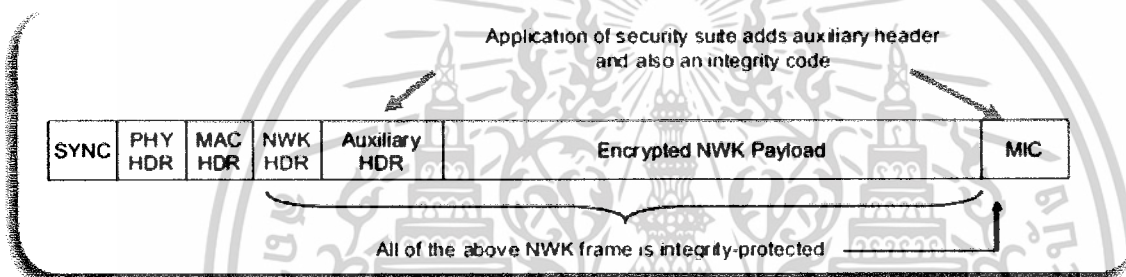 Application of security suite adds auxiliary header
and also an integrity code
SYNC
PHY
HDR
MAC
HDR
NWK
HDR
Auxiliary
HDR
Encrypted NWK Payload
MIC
All of the above NWK frame is integrity-protected